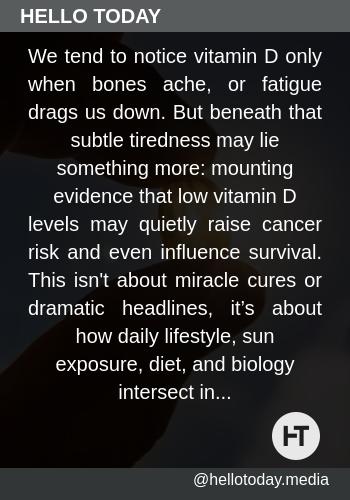 HELLO TODAY
We tend to notice vitamin D only
when bones ache, or fatigue
drags us down. But beneath that
subtle tiredness may lie
something more: mounting
evidence that low vitamin D
levels may quietly raise cancer
risk and even influence survival.
This isn't about miracle cures or
dramatic headlines, it’s about
how daily lifestyle, sun
exposure, diet, and biology
intersect in...
HT
@hellotoday.media